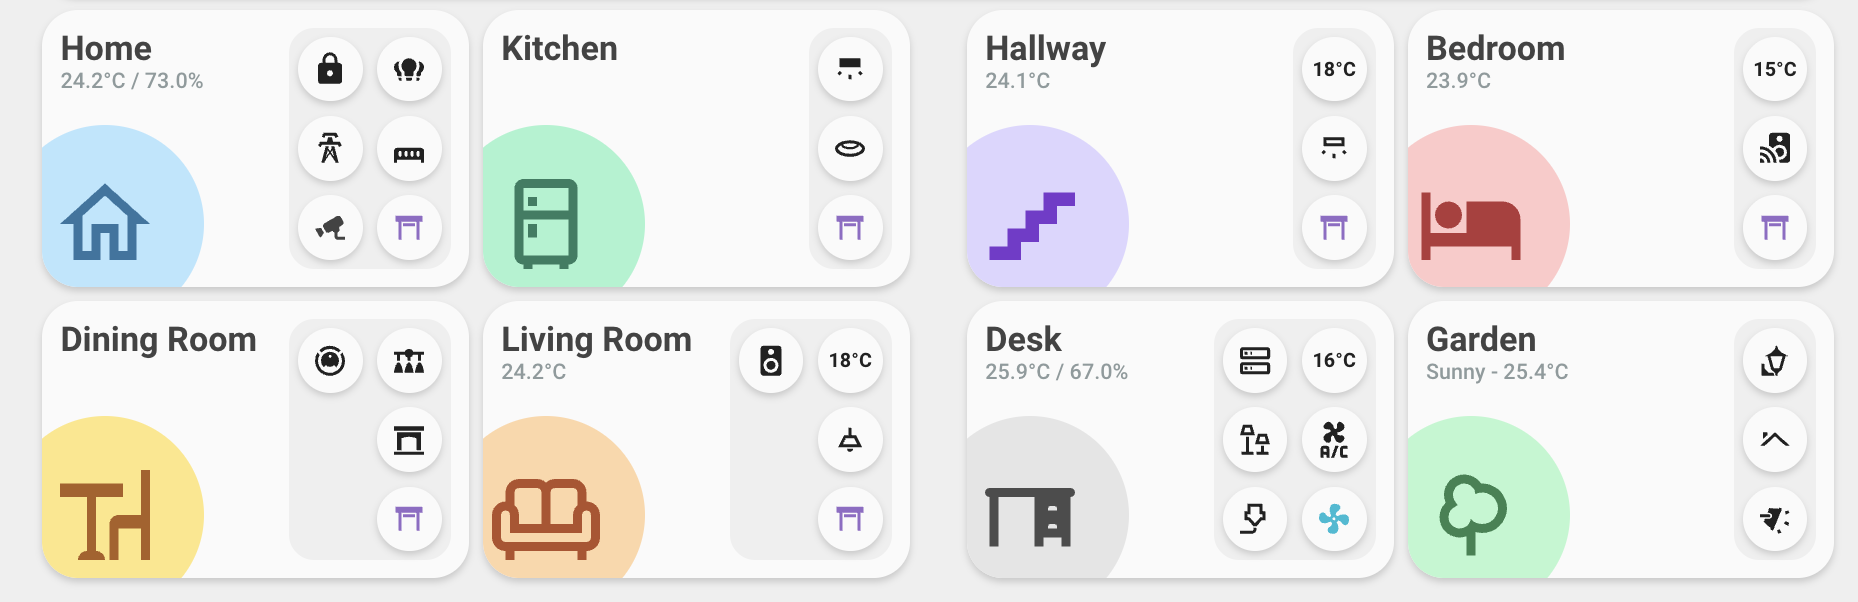 Home
24.2°C / 73.0%
Kitchen
Hallway
24.1°C
18°C
Bedroom
23.9°C
15°C
Dining Room
Living Room
24.2°C
18°C
Desk
25.9°C / 67.0%
16°C
A/C
Garden
Sunny - 25.4°C